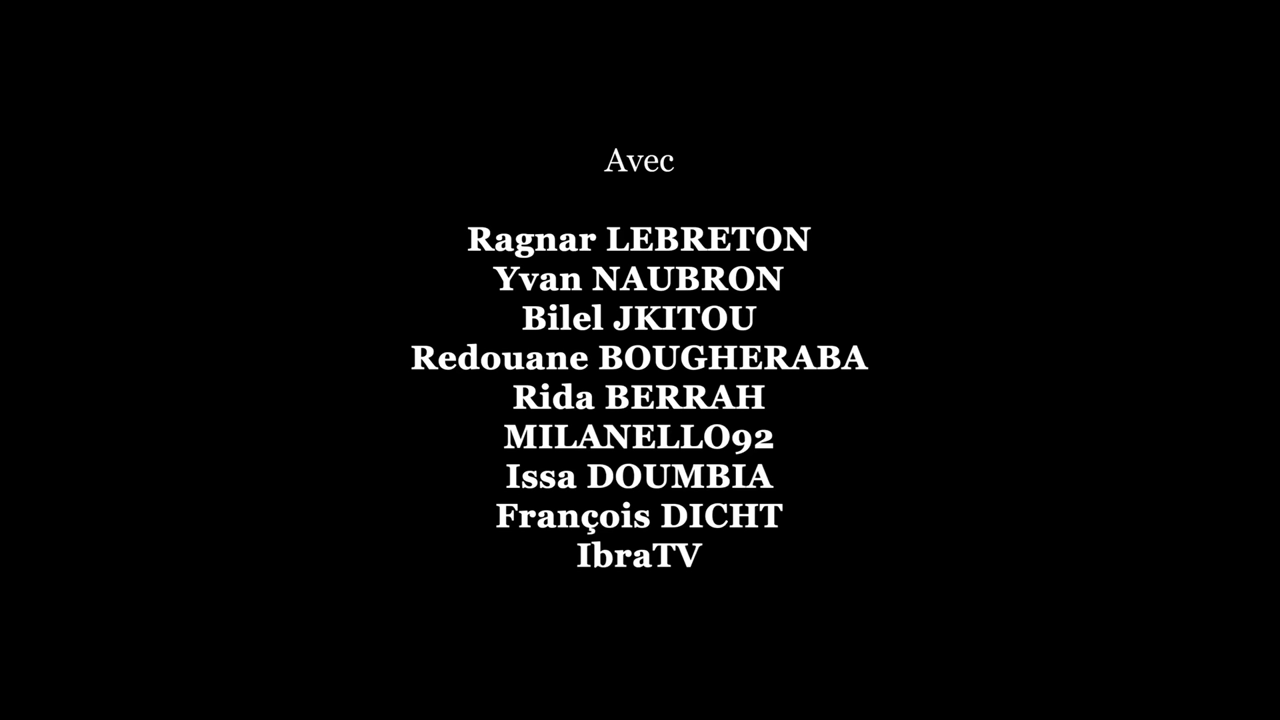 Avec
Ragnar LEBRETON
Yvan NAUBRON
Bilel JKITOU
Redouane BOUGHERABA
Rida BERRAH
MILANELLO92
Issa DOUMBIA
François DICHT
IbraTV